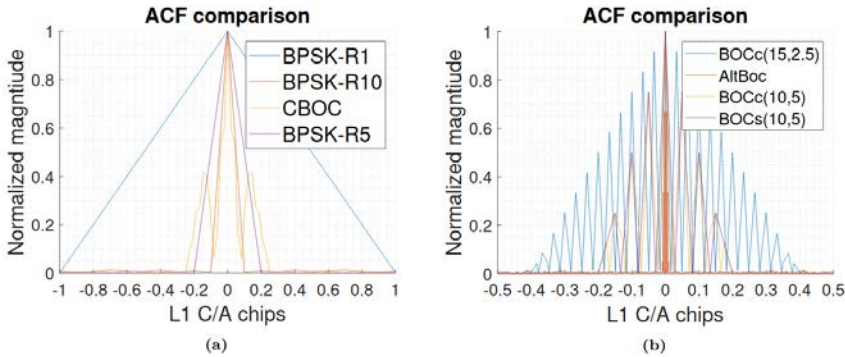 ACF comparison
Normalized magntiude
1
0.8
0.6
0.4
0.2
0
-1 -0.8 -0.6 -0.4 -0.2 0 0.2 0.4 0.6 0.8 1
L1 C/A chips
BPSK-R1
BPSK-R10
CBOC
BPSK-R5
(a)
ACF comparison
Normalized magntiude
1
0.8
0.6
0.4
0.2
0
-0.5 -0.4 -0.3 -0.2 -0.1 0 0.1 0.2 0.3 0.4 0.5
L1 C/A chips
BOCc(15,2.5)
AltBoc
BOCc(10,5)
BOCs(10,5)
(b)